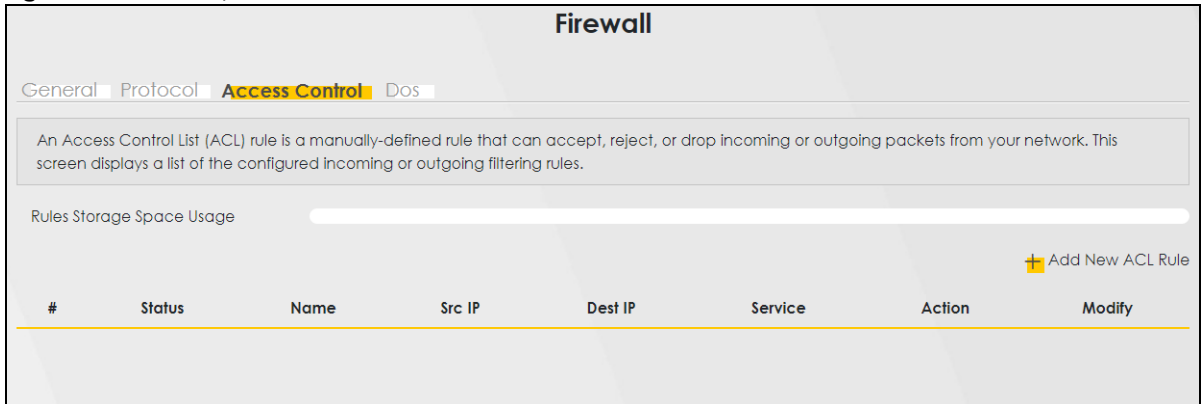 Firewall
General Protocol Access Control Dos
An Access Control List (ACL) rule is a manually-defined rule that can accept, reject, or drop incoming or outgoing packets from your network. This
screen displays a list of the configured incoming or outgoing filtering rules.
Rules Storage Space Usage
+ Add New ACL Rule
# Status Name Src IP Dest IP Service Action Modify